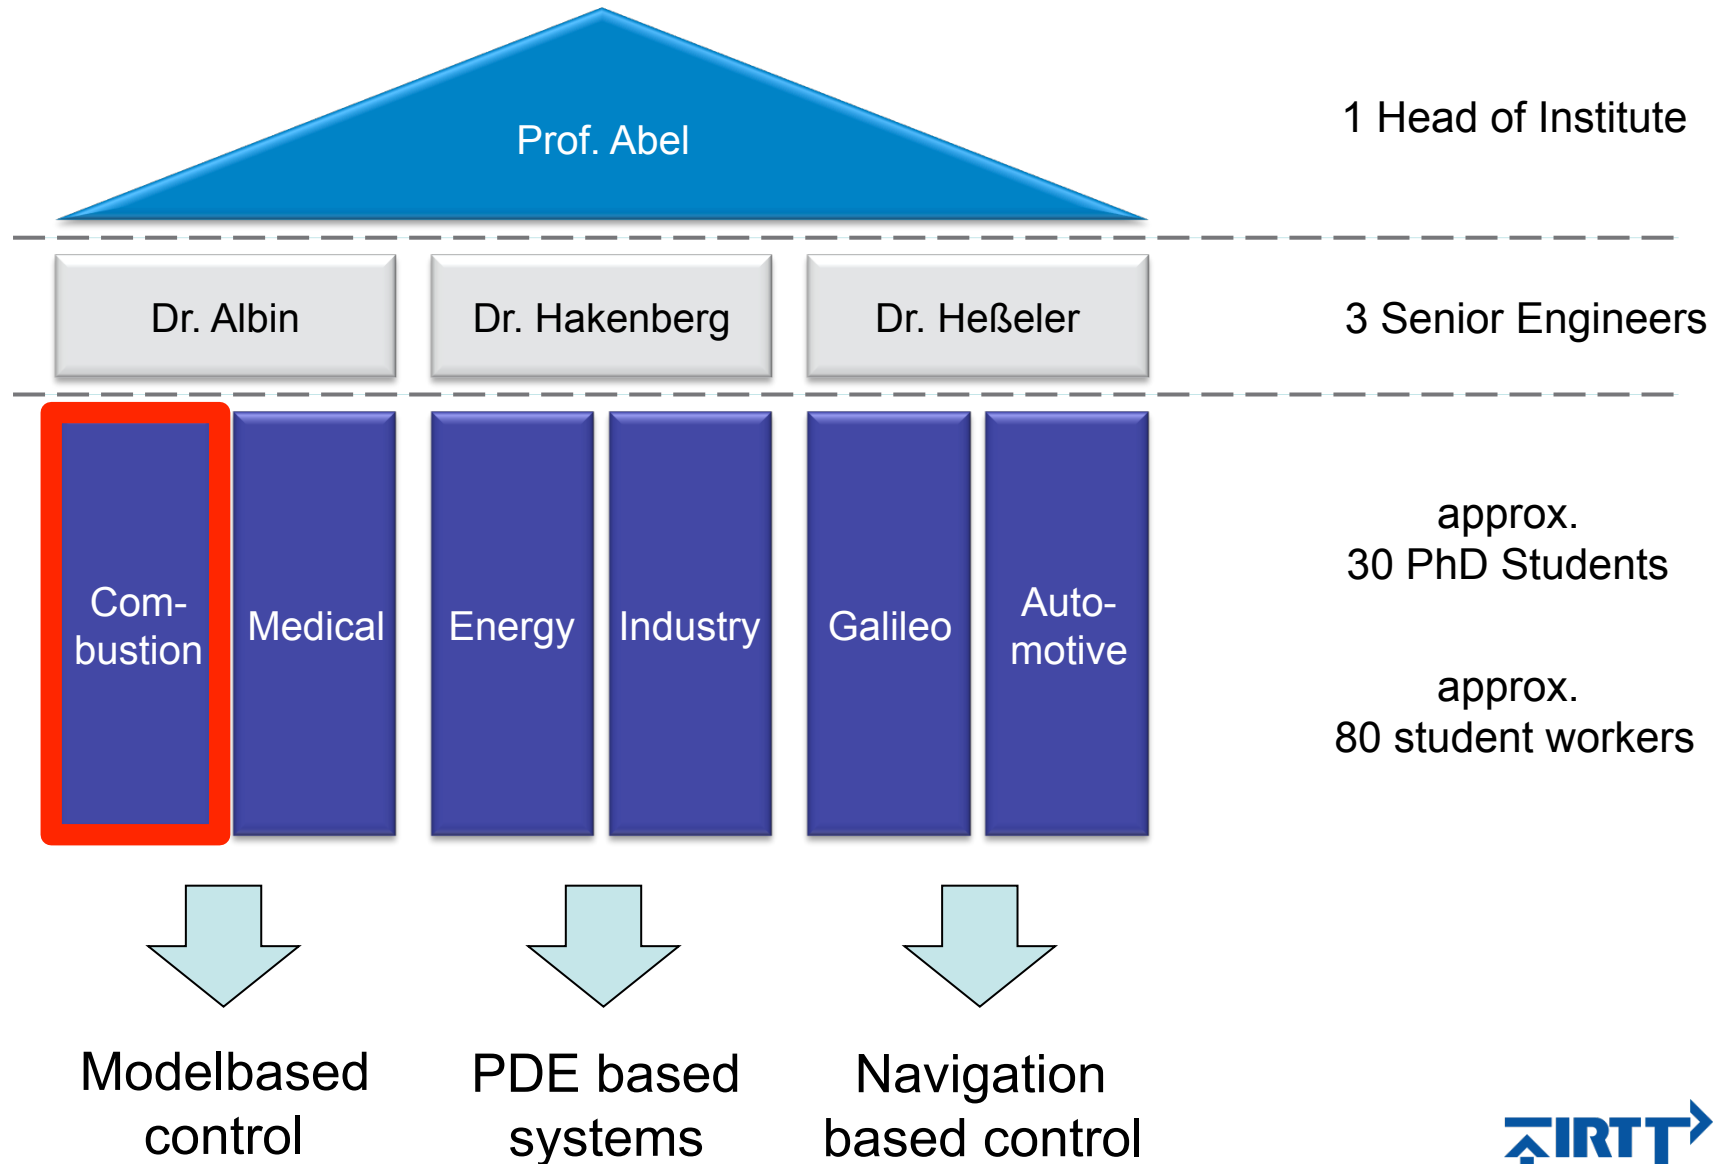 Prof. Abel
1 Head of Institute
Dr. Albin
Dr. Hakenberg
Dr. Heßeler
3 Senior Engineers
Com-
bustion
Medical
Energy
Industry
Galileo
Auto-
motive
approx.
30 PhD Students
approx.
80 student workers
Modelbased
control
PDE based
systems
Navigation
based control
IRTT